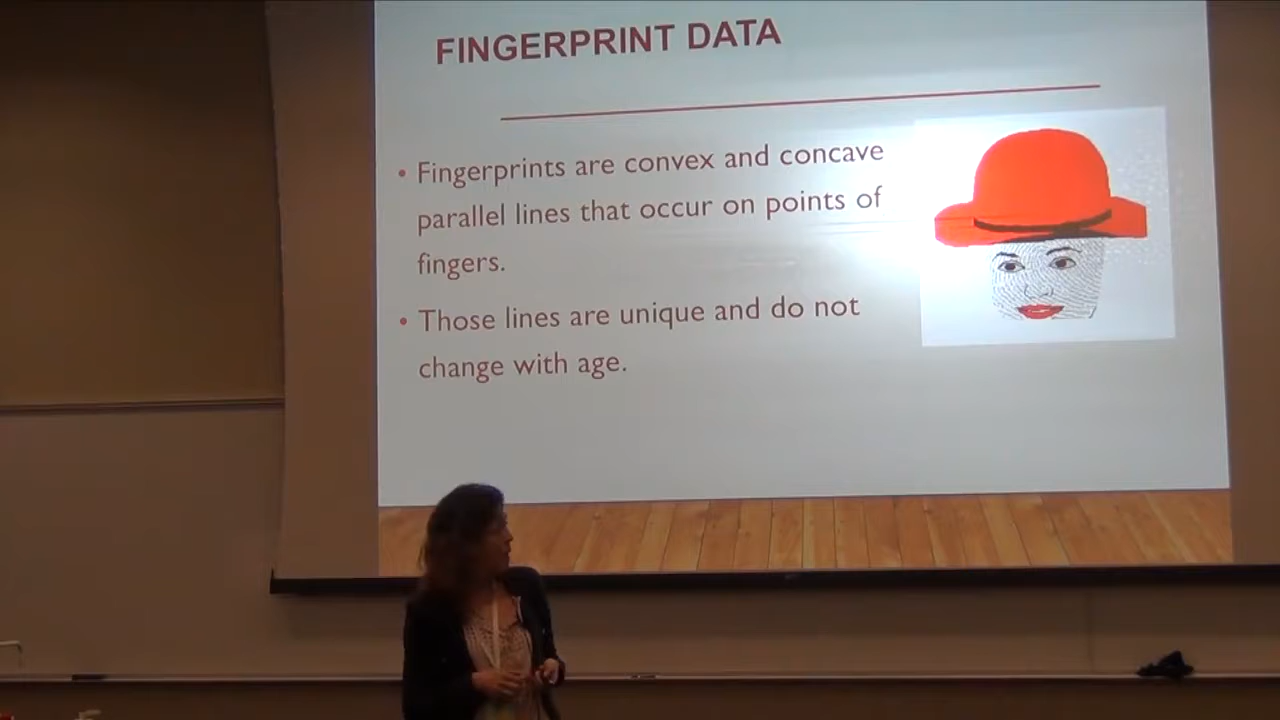 FINGERPRINT DATA
• Fingerprints are convex and concave
parallel lines that occur on points of
fingers.
• Those lines are unique and do not
change with age.